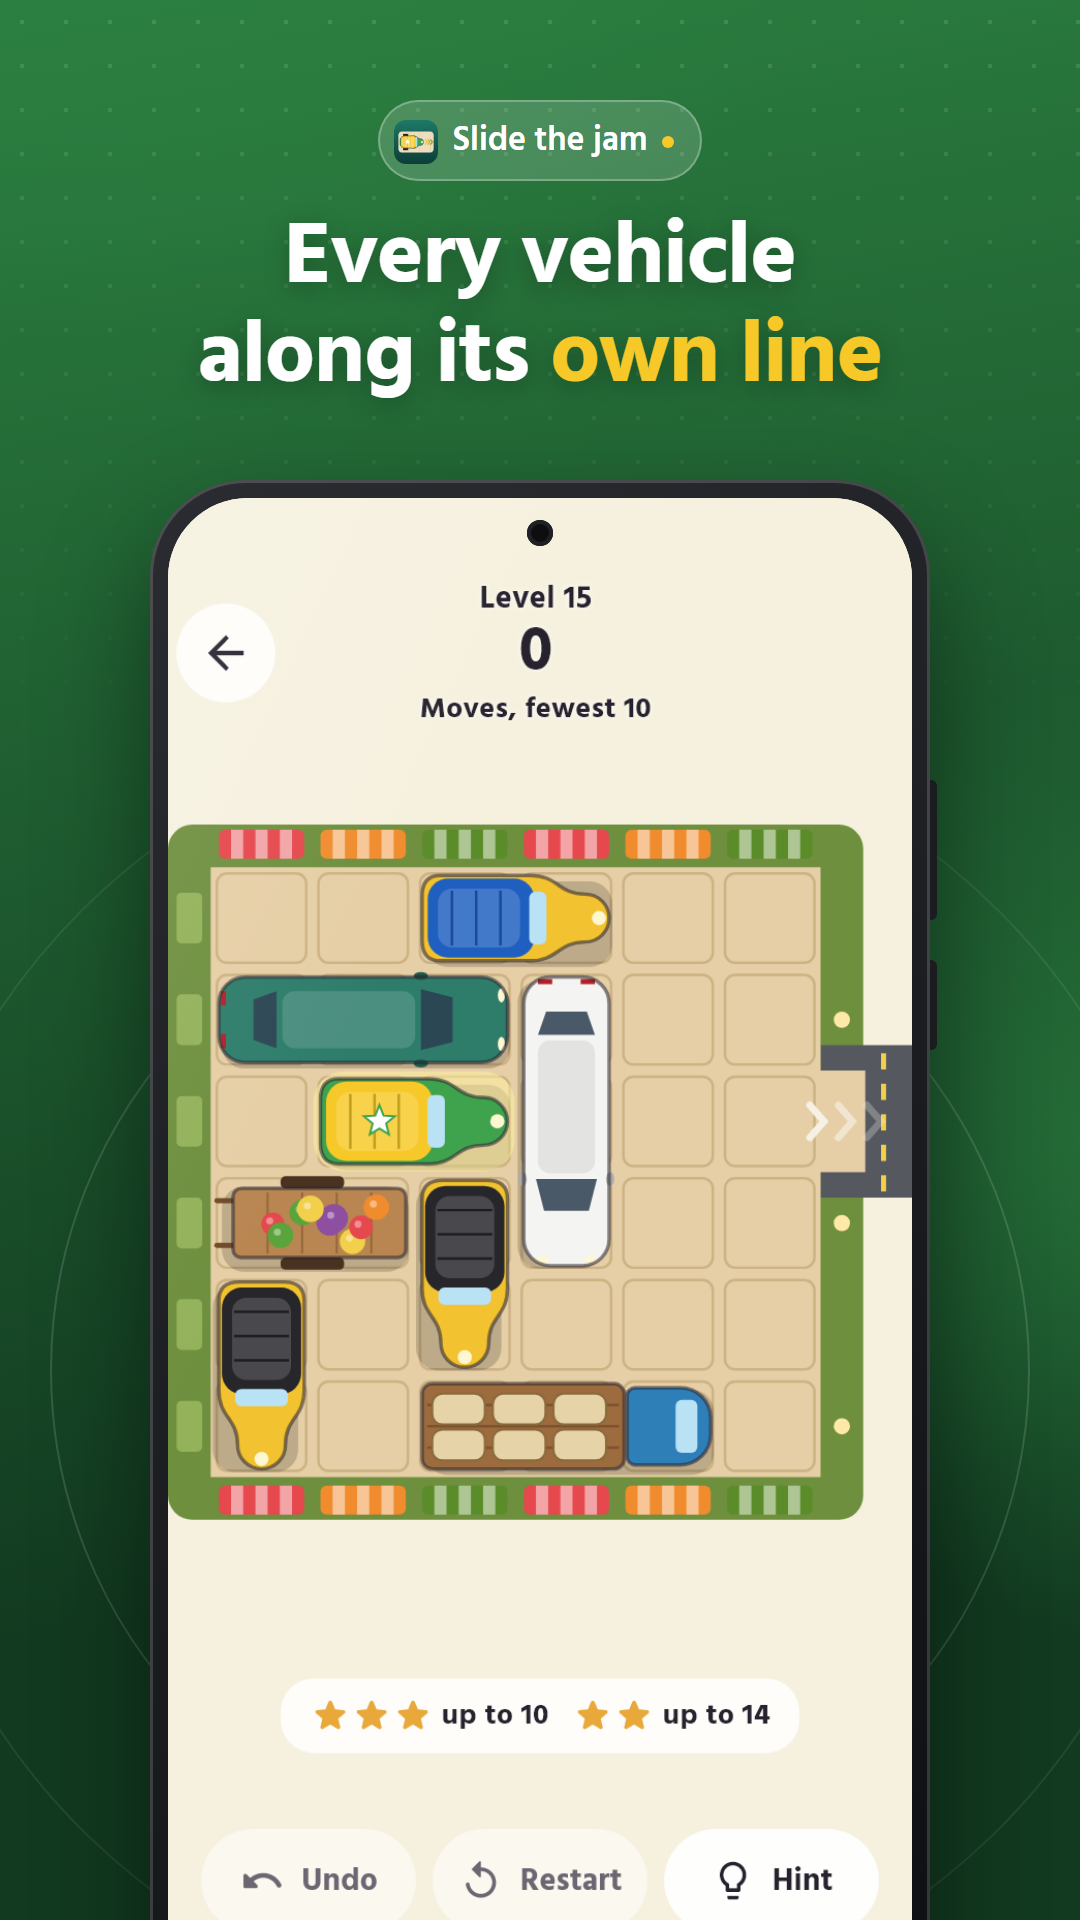 Slide the jam
Every vehicle
along its own line
Level 15
0
Moves, fewest 10
up to 10 up to 14
Undo Restart Hint